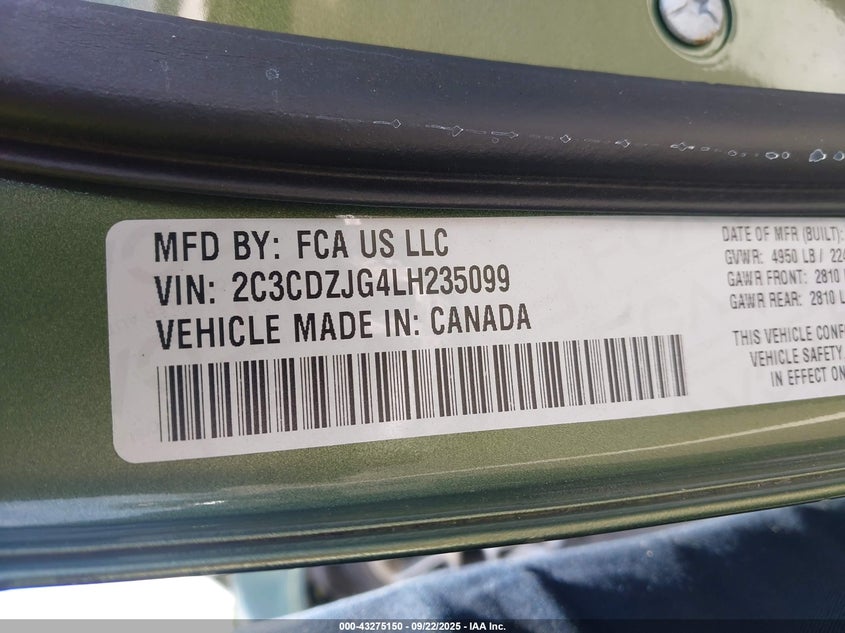 MFD BY: FCA US LLC
VIN: 2C3CDZJG4LH235099
VEHICLE MADE IN: CANADA
DATE OF MFR (BUILT):
GVWR: 4950 LB / 224
GAWR FRONT: 2810
GAWR REAR: 2810 L
THIS VEHICLE
VEHICLE SAFETY
IN EFFECT ON
000-43275150 - 09/22/2025 - IAA Inc.